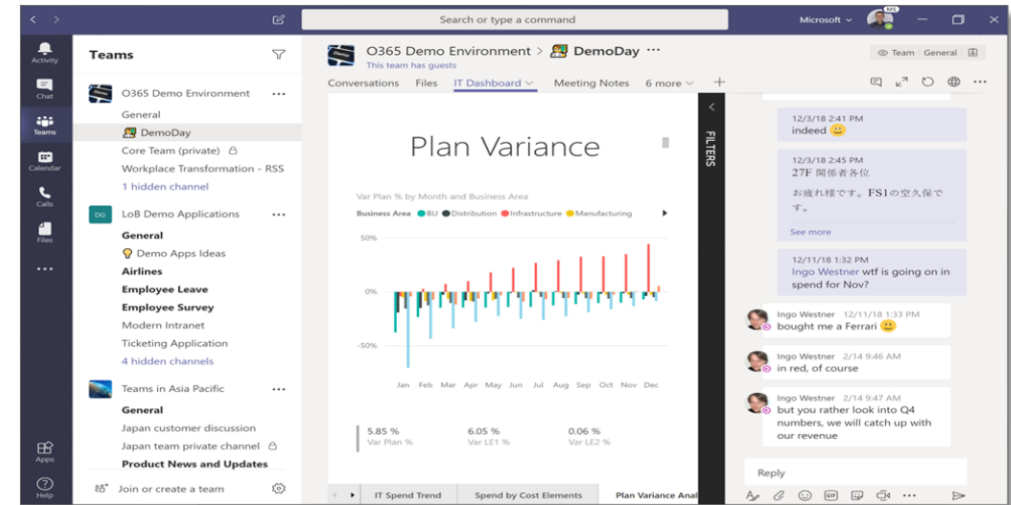 Search or type a command
Microsoft
MS
Activity
Chat
Teams
Calendar
Calls
Files
Apps
Help
Teams
O365 Demo Environment
General
DemoDay
Core Team (private)
Workplace Transformation - RSS
1 hidden channel
DG
LoB Demo Applications
General
Demo Apps Ideas
Airlines
Employee Leave
Employee Survey
Modern Intranet
Ticketing Application
4 hidden channels
Teams in Asia Pacific
General
Japan customer discussion
Japan team private channel
Product News and Updates
Join or create a team
O365 Demo Environment > DemoDay ...
This team has guests
Team General
Conversations Files IT Dashboard Meeting Notes 6 more
FILTERS
Plan Variance
Var Plan % by Month and Business Area
Business Area BU Distribution Infrastructure Manufacturing
50%
0%
-50%
Jan Feb Mar Apr May Jun Jul Aug Sep Oct Nov Dec
5.85 % 6.05 % 0.06 %
Var Plan % Var LE1 % Var LE2 %
IT Spend Trend Spend by Cost Elements Plan Variance Anal
12/3/18 2:41 PM
indeed 😀
12/3/18 2:45 PM
27F 関係者各位
お疲れ様です。FS1の空久保で
す。
See more
12/11/18 1:32 PM
Ingo Westner wtf is going on in
spend for Nov?
Ingo Westner 12/11/18 1:33 PM
bought me a Ferrari 😀
Ingo Westner 2/14 9:46 AM
in red, of course
Ingo Westner 2/14 9:47 AM
but you rather look into Q4
numbers, we will catch up with
our revenue
Reply
GIF